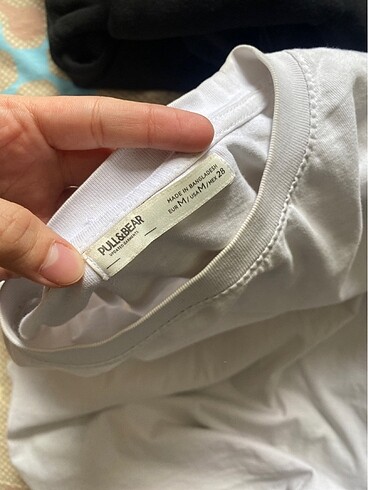 PULL&BEAR
MADE IN BANGLADESH
EUR M / USA M / MEX 28